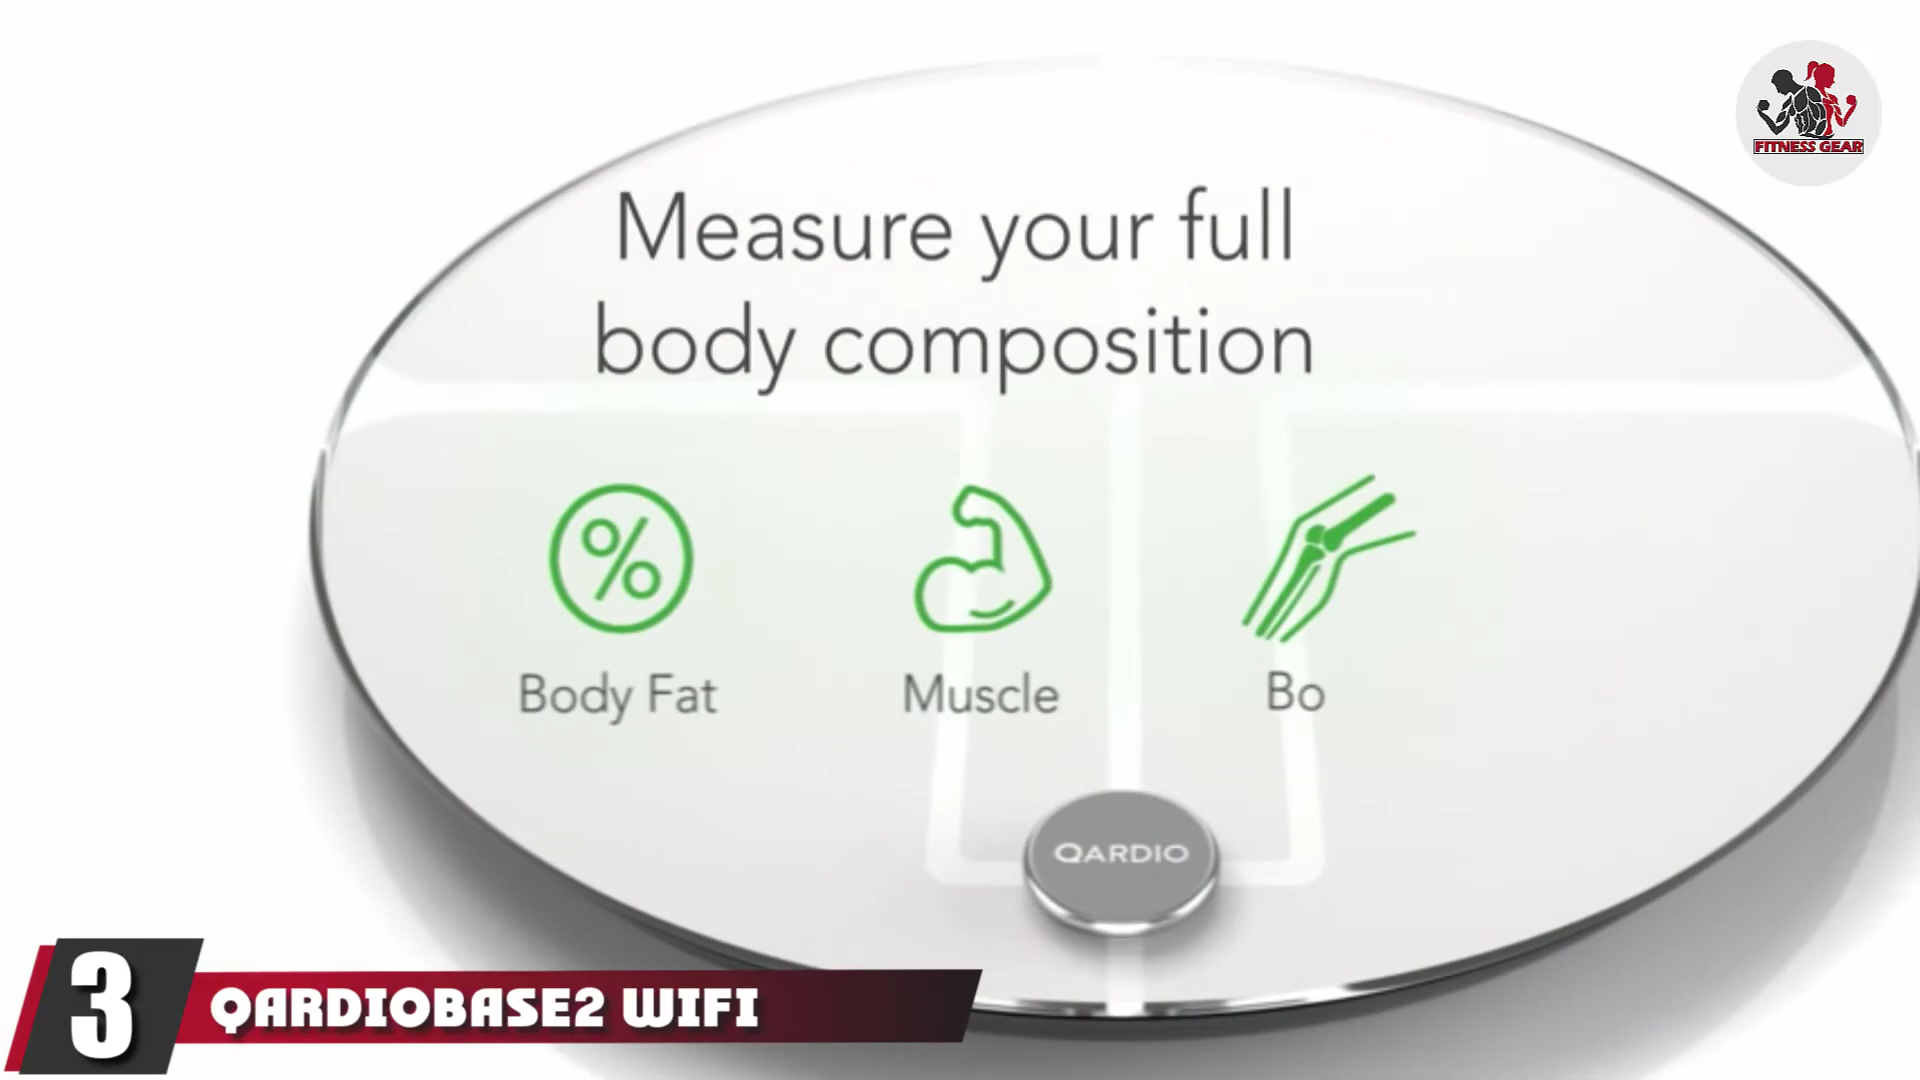 FITNESS GEAR
Measure your full
body composition
%
Body Fat
Muscle
Bo
QARDIO
3
QARDIOBASE2 WIFI